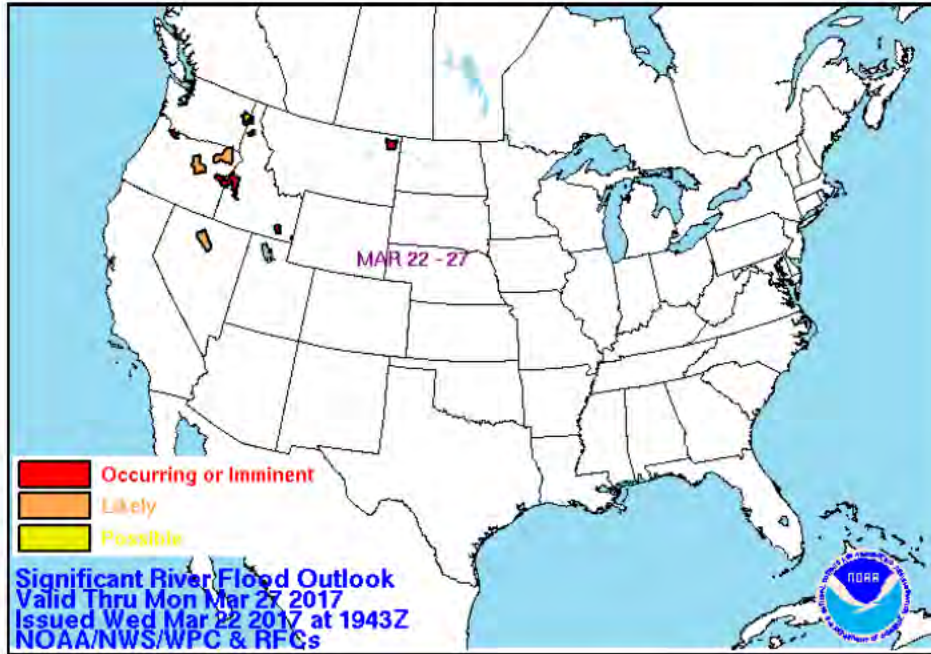 MAR 22 - 27
Occurring or Imminent
Likely
Possible
Significant River Flood Outlook
Valid Thru Mon Mar 27 2017
Issued Wed Mar 22 2017 at 1943Z
NOAA/NWS/WPC & RFCs
NOAA